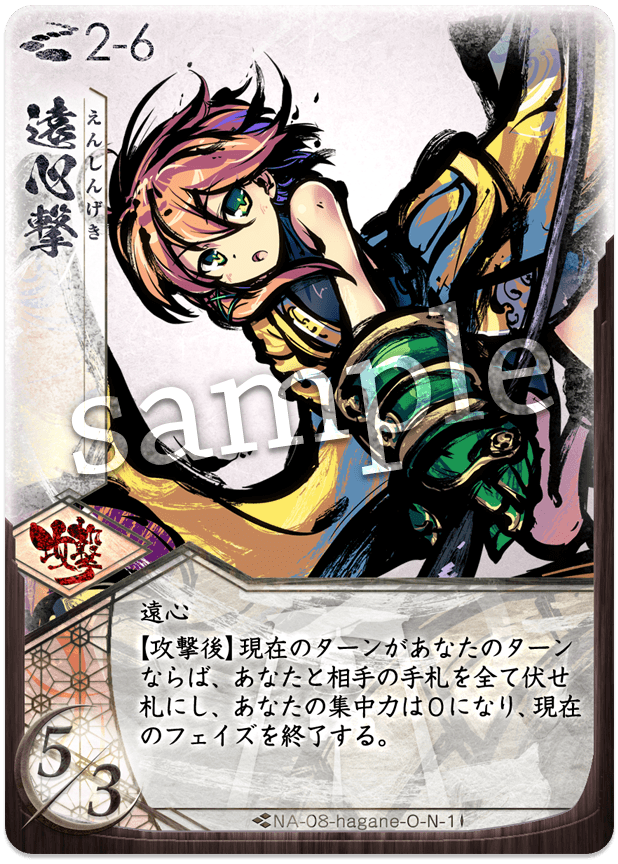 2-6
遠心撃
えんしんげき
sample
攻撃
遠心
【攻撃後】現在のターンがあなたのターン
ならば、あなたと相手の手札を全て伏せ
札にし、あなたの集中力は0になり、現在
のフェイズを終了する。
5/3
NA-08-hagane-O-N-1